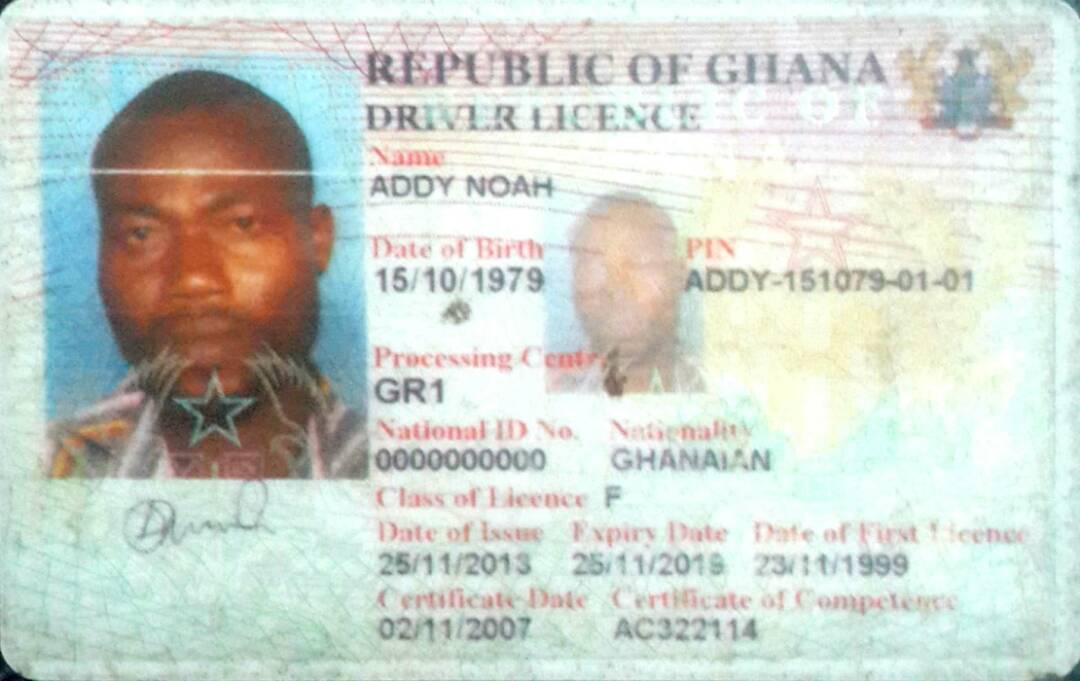 REPUBLIC OF GHANA
DRIVER LICENCE
Name
ADDY NOAH
Date of Birth PIN
15/10/1979 ADDY-151079-01-01
Processing Centre
GR1
National ID No. Nationality
0000000000 GHANAIAN
Class of Licence F
Date of Issue Expiry Date Date of First Licence
25/11/2013 25/11/2019 23/11/1999
Certificate Date Certificate of Competence
02/11/2007 AC322114